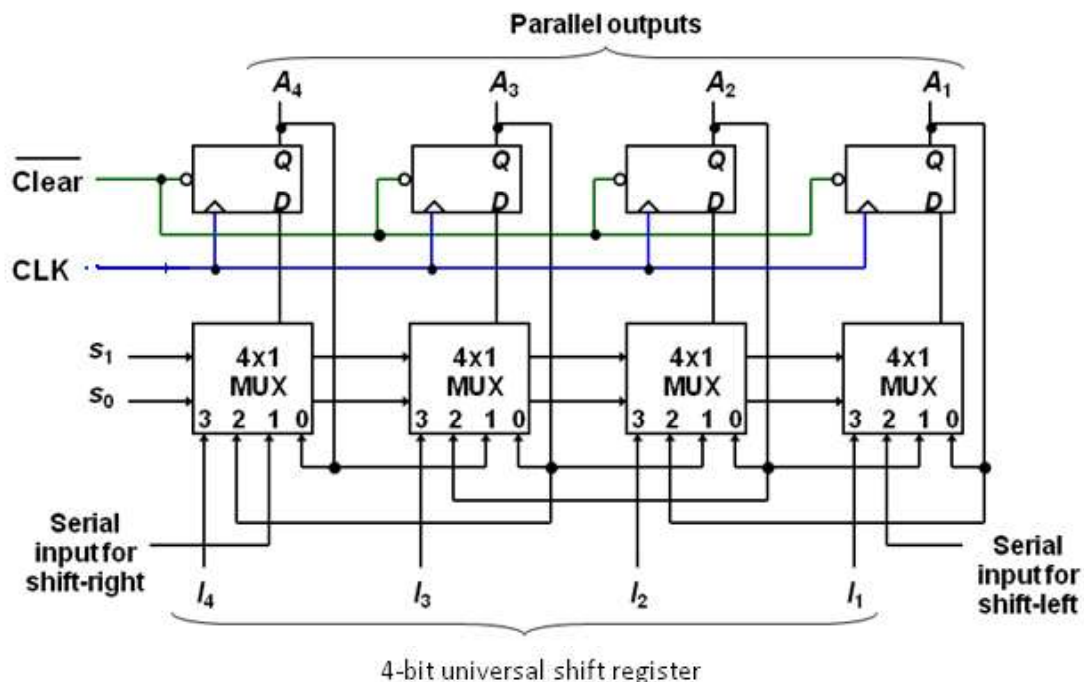 Parallel outputs
A4 A3 A2 A1
Clear
Q Q Q Q
D D D D
CLK
s1
s0
4x1 MUX
3 2 1 0
4x1 MUX
3 2 1 0
4x1 MUX
3 2 1 0
4x1 MUX
3 2 1 0
Serial
input for
shift-right
I4 I3 I2 I1
Serial
input for
shift-left
4-bit universal shift register